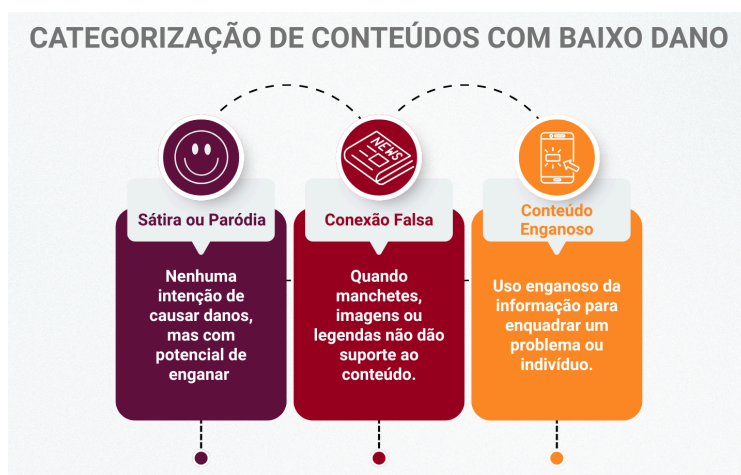 CATEGORIZAÇÃO DE CONTEÚDOS COM BAIXO DANO
NEWS
Sátira ou Paródia
Nenhuma
intenção de
causar danos,
mas com
potencial de
enganar
Conexão Falsa
Quando
manchetes,
imagens ou
legendas não dão
suporte ao
conteúdo.
Conteúdo
Enganoso
Uso enganoso da
informação para
enquadrar um
problema ou
indivíduo.